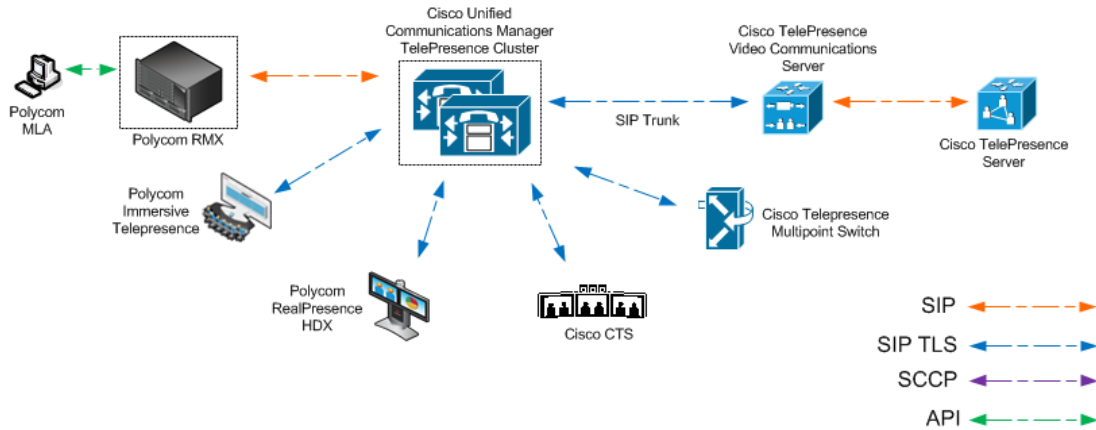 Cisco Unified
Communications Manager
TelePresence Cluster
Cisco TelePresence
Video Communications
Server
Polycom
MLA
Polycom RMX
SIP Trunk
Cisco TelePresence
Server
Polycom
Immersive
Telepresence
Cisco Telepresence
Multipoint Switch
Polycom
RealPresence
HDX
Cisco CTS
SIP
SIP TLS
SCCP
API